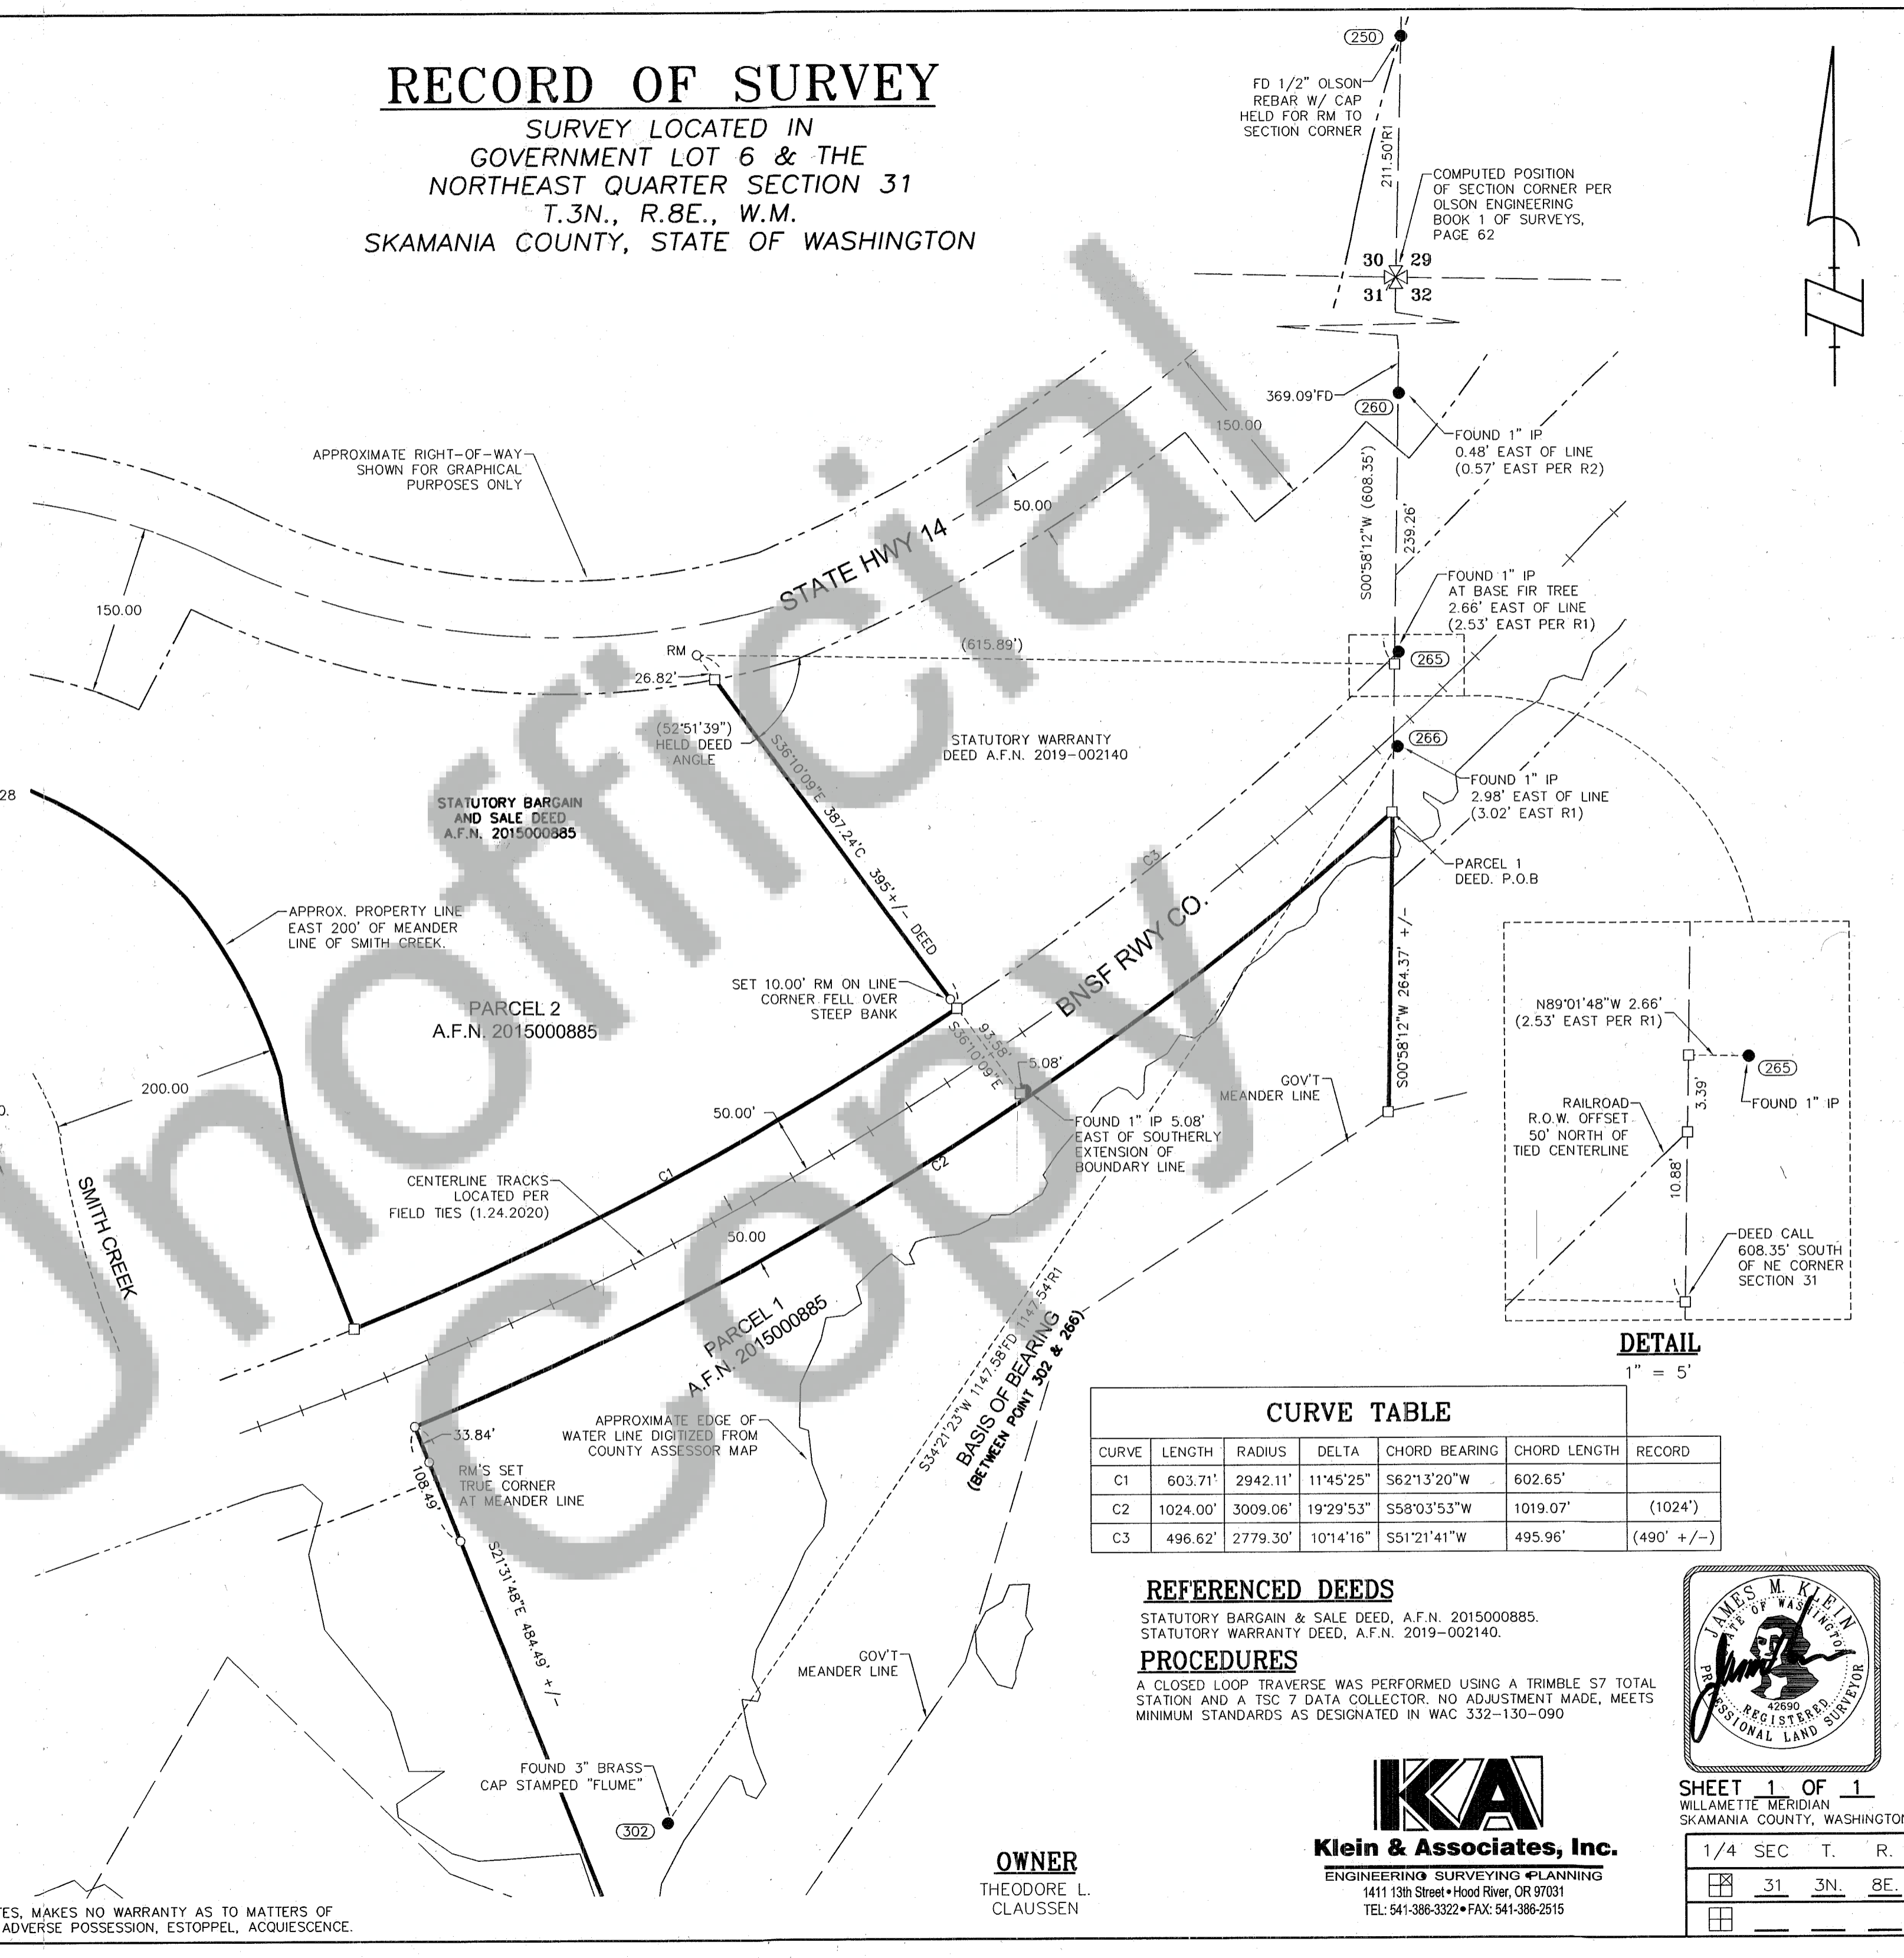 RECORD OF SURVEY
SURVEY LOCATED IN
GOVERNMENT LOT 6 & THE
NORTHEAST QUARTER SECTION 31
T.3N., R.8E., W.M.
SKAMANIA COUNTY, STATE OF WASHINGTON
250
FD 1/2" OLSON
REBAR W/ CAP
HELD FOR RM TO
SECTION CORNER
211.50'R1
COMPUTED POSITION
OF SECTION CORNER PER
OLSON ENGINEERING
BOOK 1 OF SURVEYS,
PAGE 62
30 29
31 32
369.09'FD
260
FOUND 1" IP
0.48' EAST OF LINE
(0.57' EAST PER R2)
S00°58'12"W (608.35')
239.26'
150.00
50.00
STATE HWY 14
APPROXIMATE RIGHT-OF-WAY
SHOWN FOR GRAPHICAL
PURPOSES ONLY
150.00
FOUND 1" IP
AT BASE FIR TREE
2.66' EAST OF LINE
(2.53' EAST PER R1)
265
RM
(615.89')
26.82'
(52°51'39")
HELD DEED
ANGLE
S36°10'09"E 387.24'C 395'+/- DEED
STATUTORY WARRANTY
DEED A.F.N. 2019-002140
266
FOUND 1" IP
2.98' EAST OF LINE
(3.02' EAST R1)
STATUTORY BARGAIN
AND SALE DEED
A.F.N. 2015000885
28
PARCEL 1
DEED. P.O.B
C3
BNSF RWY CO.
APPROX. PROPERTY LINE
EAST 200' OF MEANDER
LINE OF SMITH CREEK.
SET 10.00' RM ON LINE
CORNER FELL OVER
STEEP BANK
PARCEL 2
A.F.N. 2015000885
93.58'
S36°10'09"E
5.08'
S00°58'12"W 264.37' +/-
200.00
50.00'
GOV'T
MEANDER LINE
FOUND 1" IP 5.08'
EAST OF SOUTHERLY
EXTENSION OF
BOUNDARY LINE
C1
C2
CENTERLINE TRACKS
LOCATED PER
FIELD TIES (1.24.2020)
50.00
SMITH CREEK
N89°01'48"W 2.66'
(2.53' EAST PER R1)
265
FOUND 1" IP
3.39'
RAILROAD
R.O.W. OFFSET
50' NORTH OF
TIED CENTERLINE
10.88'
DEED CALL
608.35' SOUTH
OF NE CORNER
SECTION 31
DETAIL
1" = 5'
PARCEL 1
A.F.N. 2015000885
S34°21'23"W 1147.58'FD 1147.54'R1
BASIS OF BEARING
(BETWEEN POINT 302 & 266)
APPROXIMATE EDGE OF
WATER LINE DIGITIZED FROM
COUNTY ASSESSOR MAP
33.84'
RM'S SET
TRUE CORNER
AT MEANDER LINE
108.49'
S21°31'48"E 484.49' +/-
CURVE TABLE
CURVE LENGTH RADIUS DELTA CHORD BEARING CHORD LENGTH RECORD
C1 603.71' 2942.11' 11°45'25" S62°13'20"W 602.65'
C2 1024.00' 3009.06' 19°29'53" S58°03'53"W 1019.07' (1024')
C3 496.62' 2779.30' 10°14'16" S51°21'41"W 495.96' (490' +/-)
REFERENCED DEEDS
STATUTORY BARGAIN & SALE DEED, A.F.N. 2015000885.
STATUTORY WARRANTY DEED, A.F.N. 2019-002140.
PROCEDURES
A CLOSED LOOP TRAVERSE WAS PERFORMED USING A TRIMBLE S7 TOTAL
STATION AND A TSC 7 DATA COLLECTOR. NO ADJUSTMENT MADE, MEETS
MINIMUM STANDARDS AS DESIGNATED IN WAC 332-130-090
GOV'T
MEANDER LINE
FOUND 3" BRASS
CAP STAMPED "FLUME"
302
JAMES M. KLEIN
STATE OF WASHINGTON
42690
REGISTERED
PROFESSIONAL LAND SURVEYOR
KA
Klein & Associates, Inc.
ENGINEERING SURVEYING PLANNING
1411 13th Street • Hood River, OR 97031
TEL: 541-386-3322 • FAX: 541-386-2515
OWNER
THEODORE L.
CLAUSSEN
SHEET 1 OF 1
WILLAMETTE MERIDIAN
SKAMANIA COUNTY, WASHINGTON
1/4 SEC T. R.
31 3N. 8E.
TES, MAKES NO WARRANTY AS TO MATTERS OF
ADVERSE POSSESSION, ESTOPPEL, ACQUIESCENCE.
Unofficial
Copy